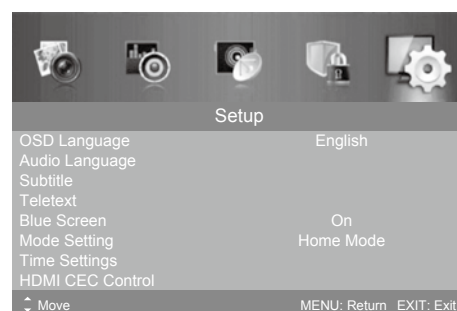 Setup
OSD Language English
Audio Language
Subtitle
Teletext
Blue Screen On
Mode Setting Home Mode
Time Settings
HDMI CEC Control
Move MENU: Return EXIT: Exit